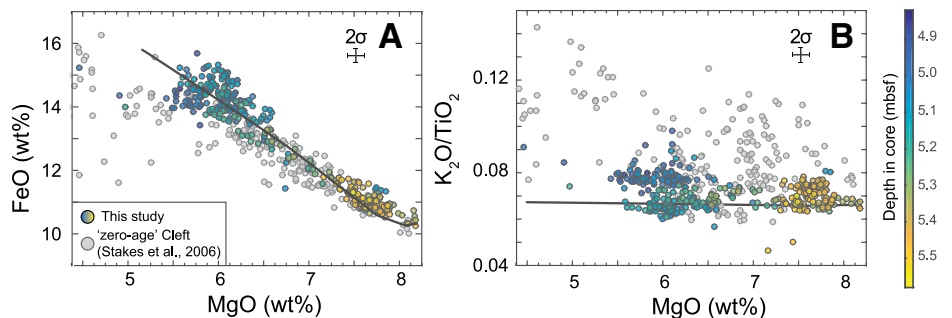 A
2σ
16
14
12
10
FeO (wt%)
This study
'zero-age' Cleft
(Stakes et al., 2006)
5
6
7
8
MgO (wt%)
B
2σ
0.12
0.08
0.04
K2O/TiO2
5
6
7
8
MgO (wt%)
4.9
5.0
5.1
5.2
5.3
5.4
5.5
Depth in core (mbsf)